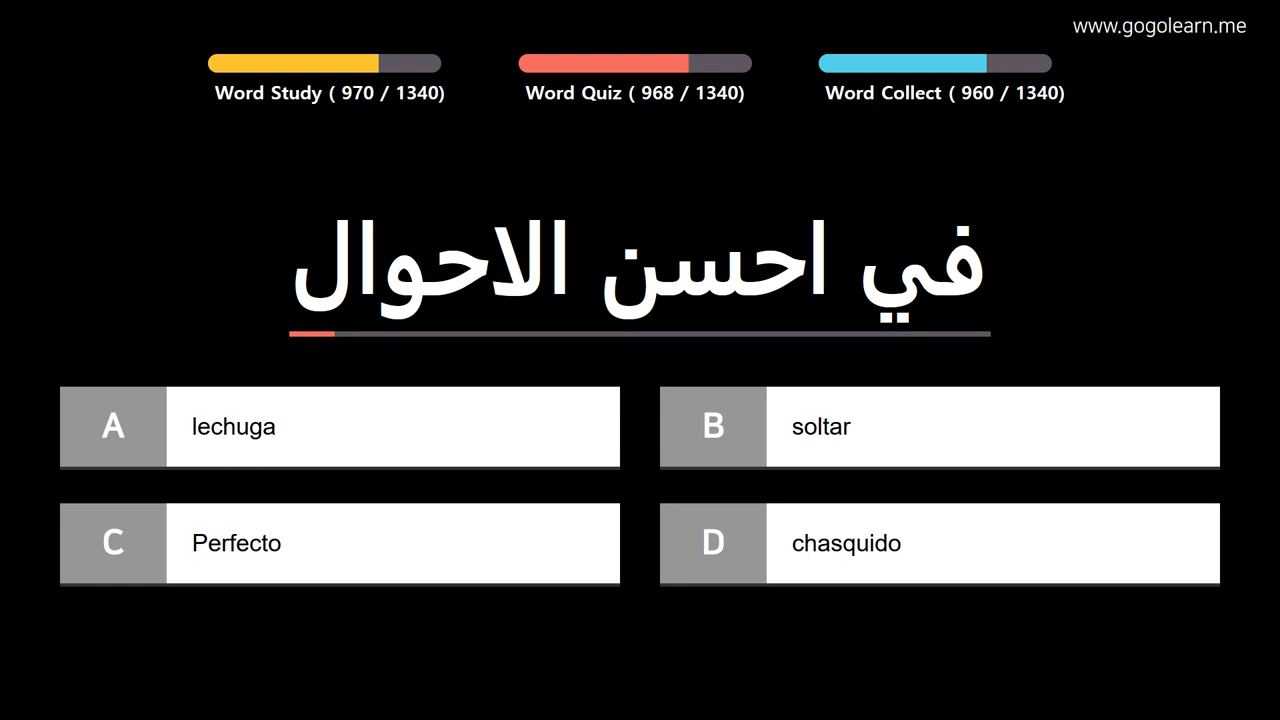 www.gogolearn.me
Word Study ( 970 / 1340)
Word Quiz ( 968 / 1340)
Word Collect ( 960 / 1340)
في احسن الاحوال
A
lechuga
B
soltar
C
Perfecto
D
chasquido